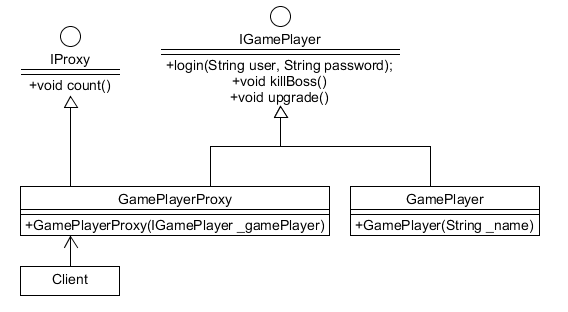 IProxy
+void count()
IGamePlayer
+login(String user, String password);
+void killBoss()
+void upgrade()
GamePlayerProxy
+GamePlayerProxy(IGamePlayer _gamePlayer)
GamePlayer
+GamePlayer(String _name)
Client